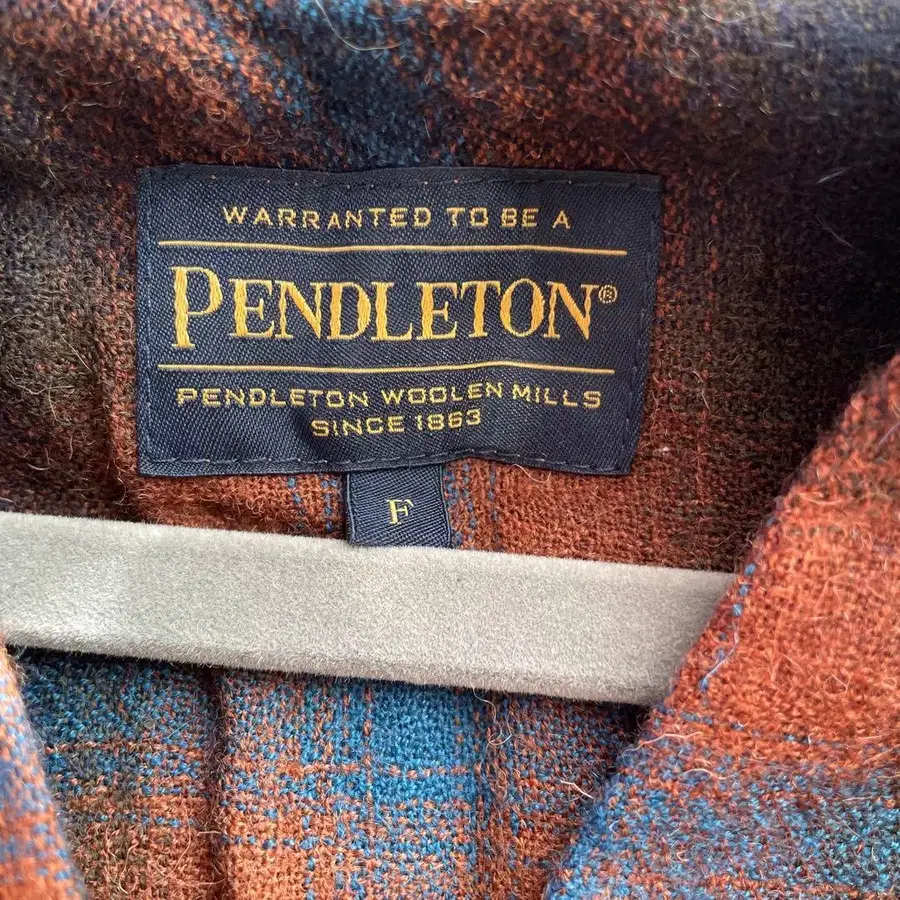 WARRANTED TO BE A
PENDLETON®
PENDLETON WOOLEN MILLS
SINCE 1863
F